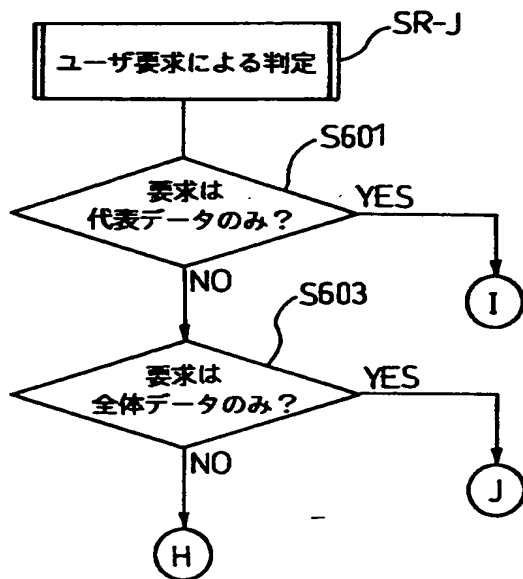 SR-J
ユーザ要求による判定
S601
要求は
代表データのみ？
YES
NO
I
S603
要求は
全体データのみ？
YES
NO
J
H